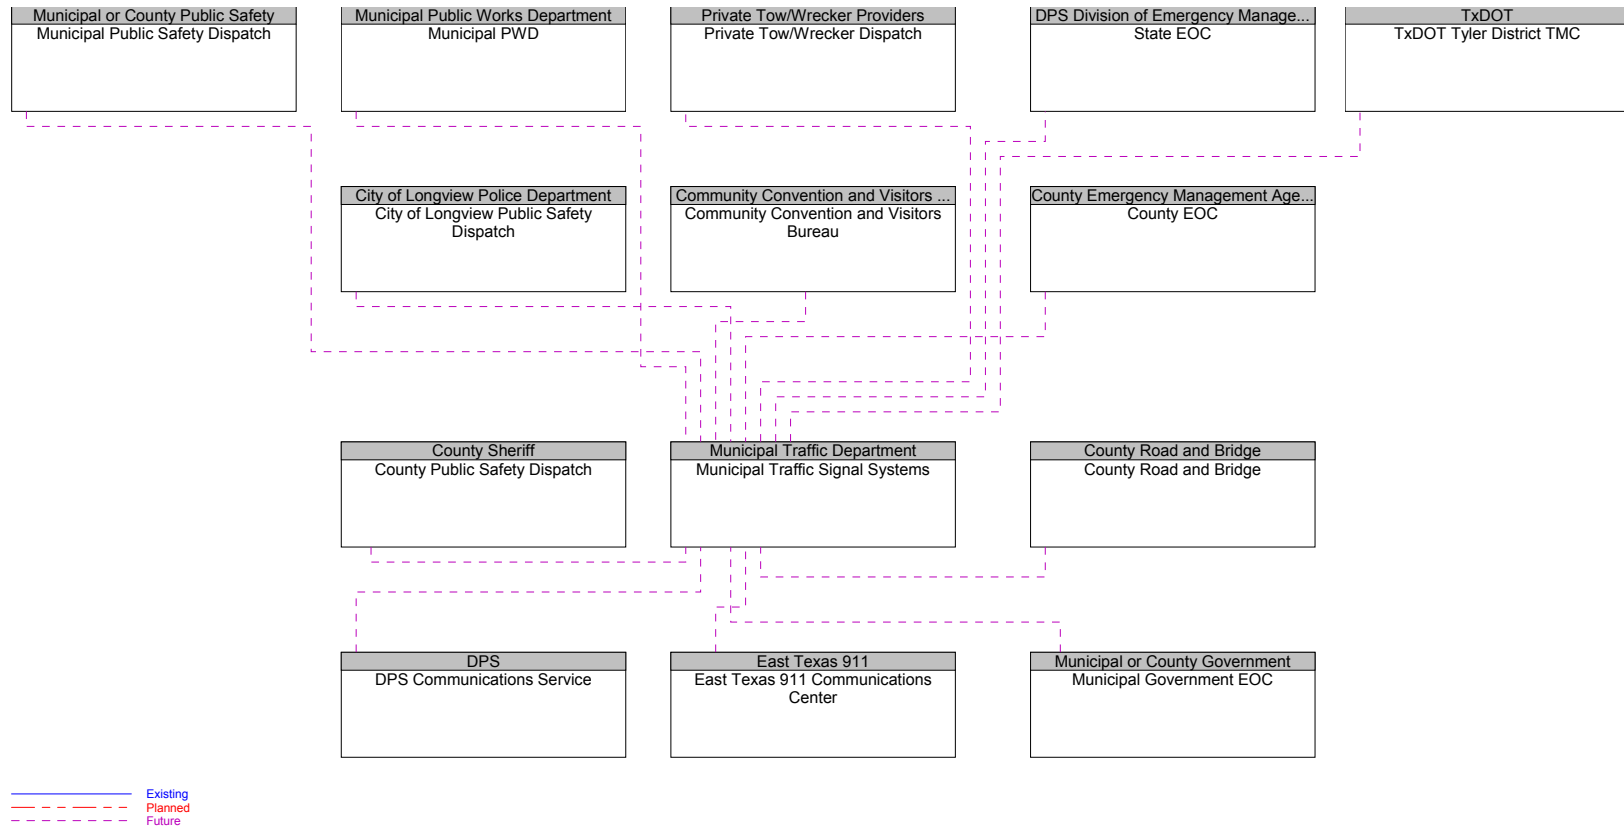 Municipal or County Public Safety
Municipal Public Safety Dispatch
Municipal Public Works Department
Municipal PWD
Private Tow/Wrecker Providers
Private Tow/Wrecker Dispatch
DPS Division of Emergency Manage...
State EOC
TxDOT
TxDOT Tyler District TMC
City of Longview Police Department
City of Longview Public Safety
Dispatch
Community Convention and Visitors ...
Community Convention and Visitors
Bureau
County Emergency Management Age...
County EOC
County Sheriff
County Public Safety Dispatch
Municipal Traffic Department
Municipal Traffic Signal Systems
County Road and Bridge
County Road and Bridge
DPS
DPS Communications Service
East Texas 911
East Texas 911 Communications
Center
Municipal or County Government
Municipal Government EOC
Existing
Planned
Future